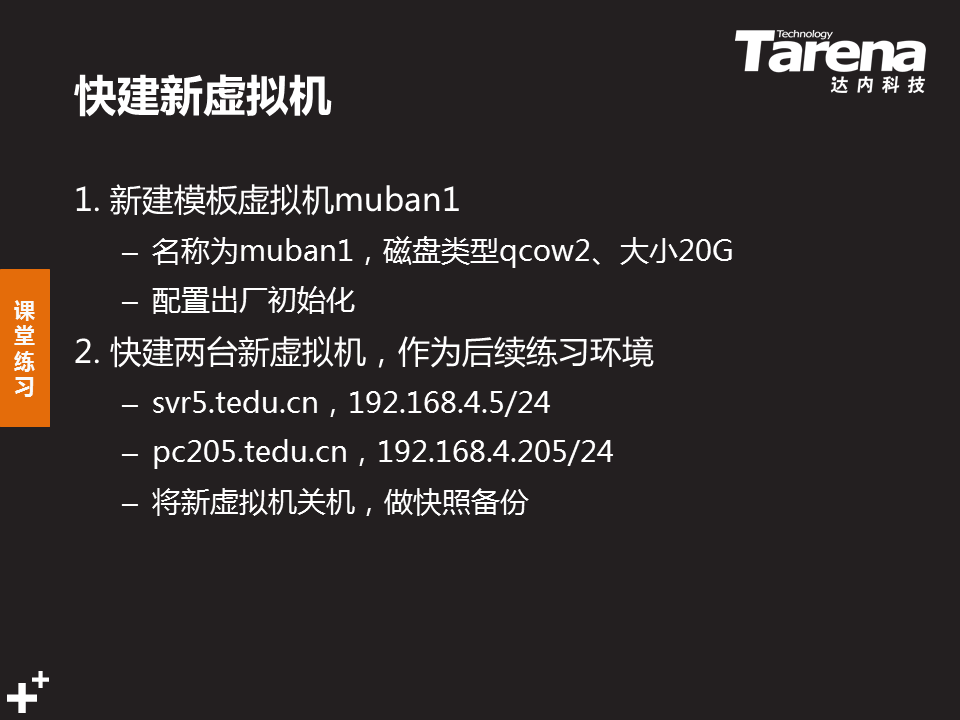 Technology
Tarena
达内科技
快建新虚拟机
1. 新建模板虚拟机muban1
– 名称为muban1，磁盘类型qcow2、大小20G
– 配置出厂初始化
2. 快建两台新虚拟机，作为后续练习环境
– svr5.tedu.cn，192.168.4.5/24
– pc205.tedu.cn，192.168.4.205/24
– 将新虚拟机关机，做快照备份
课堂练习